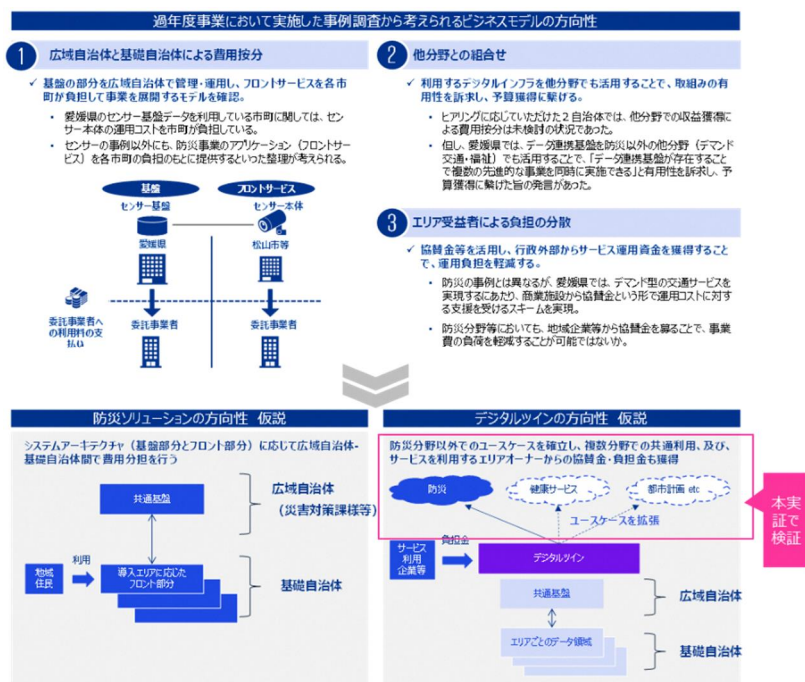 過年度事業において実施した事例調査から考えられるビジネスモデルの方向性
1 広域自治体と基礎自治体による費用按分
✓ 基盤の部分を広域自治体で管理・運用し、フロントサービスを各市
町が負担して事業を展開するモデルを確認。
• 愛媛県のセンサー基盤データを利用している市町に関しては、セン
サー本体の運用コストを市町が負担している。
• センサーの事例以外にも、防災事業のアプリケーション（フロントサー
ビス）を各市町の負担のもとに提供するといった整理が考えられる。
基盤
フロントサービス
センサー基盤
センサー本体
愛媛県
松山市等
委託事業者へ
の利用料の支
払い
委託事業者
委託事業者
2 他分野との組合せ
✓ 利用するデジタルインフラを他分野でも活用することで、取組みの有
用性を訴求し、予算獲得に繋げる。
• ヒアリングに応じていただけた２自治体では、他分野での収益獲得に
よる費用按分は未検討の状況であった。
• 但し、愛媛県では、データ連携基盤を防災以外の他分野（デマンド
交通・福祉）でも活用することで、「データ連携基盤が存在すること
で複数の先進的な事業を同時に実施できる」と有用性を訴求し、予
算獲得に繋げた旨の発言があった。
3 エリア受益者による負担の分散
✓ 協賛金等を活用し、行政外部からサービス運用資金を獲得すること
で、運用負担を軽減する。
• 防災の事例とは異なるが、愛媛県では、デマンド型の交通サービスを
実現するにあたり、商業施設から協賛金という形で運用コストに対す
る支援を受けるスキームを実現。
• 防災分野等においても、地域企業等から協賛金を募ることで、事業
費の負荷を軽減することが可能ではないか。
防災ソリューションの方向性 仮説
システムアーキテクチャ（基盤部分とフロント部分）に応じて広域自治体-
基礎自治体間で費用分担を行う
共通基盤
広域自治体
（災害対策課様等）
地域
住民
利用
導入エリアに応じた
フロント部分
基礎自治体
デジタルツインの方向性 仮説
防災分野以外でのユースケースを確立し、複数分野での共通利用、及び、
サービスを利用するエリアオーナーからの協賛金・負担金も獲得
防災
健康サービス
都市計画 etc
ユースケースを拡張
サービス
利用
企業等
負担金
デジタルツイン
共通基盤
広域自治体
エリアごとのデータ領域
基礎自治体
本実
証で
検証